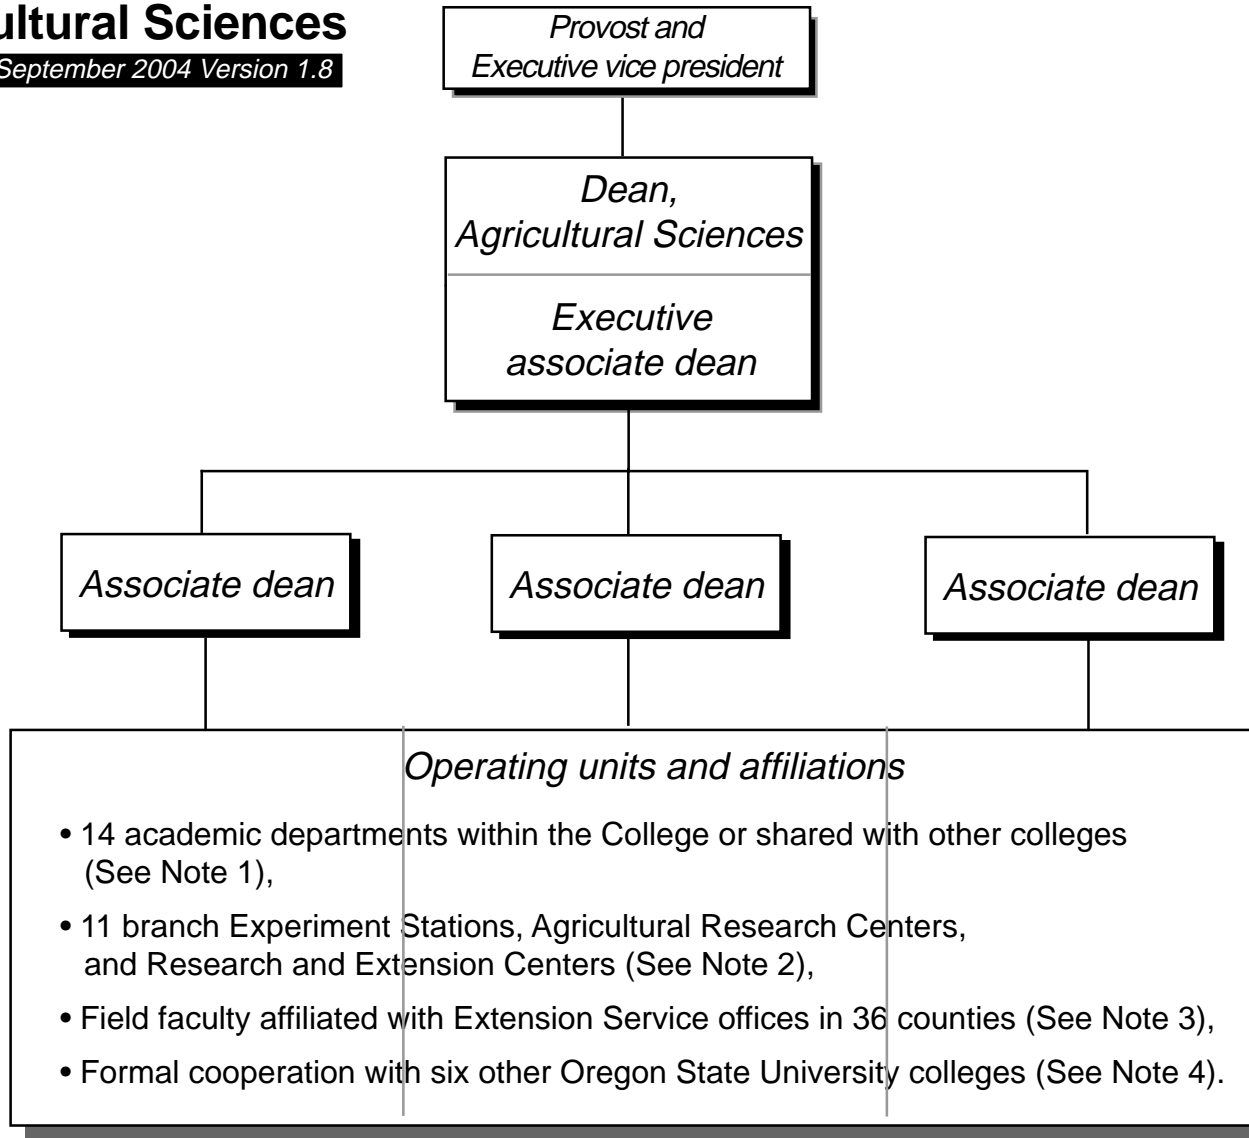 ultural Sciences
September 2004 Version 1.8
Provost and
Executive vice president
Dean,
Agricultural Sciences
Executive
associate dean
Associate dean
Associate dean
Associate dean
Operating units and affiliations
• 14 academic departments within the College or shared with other colleges
(See Note 1),
• 11 branch Experiment Stations, Agricultural Research Centers,
and Research and Extension Centers (See Note 2),
• Field faculty affiliated with Extension Service offices in 36 counties (See Note 3),
• Formal cooperation with six other Oregon State University colleges (See Note 4).